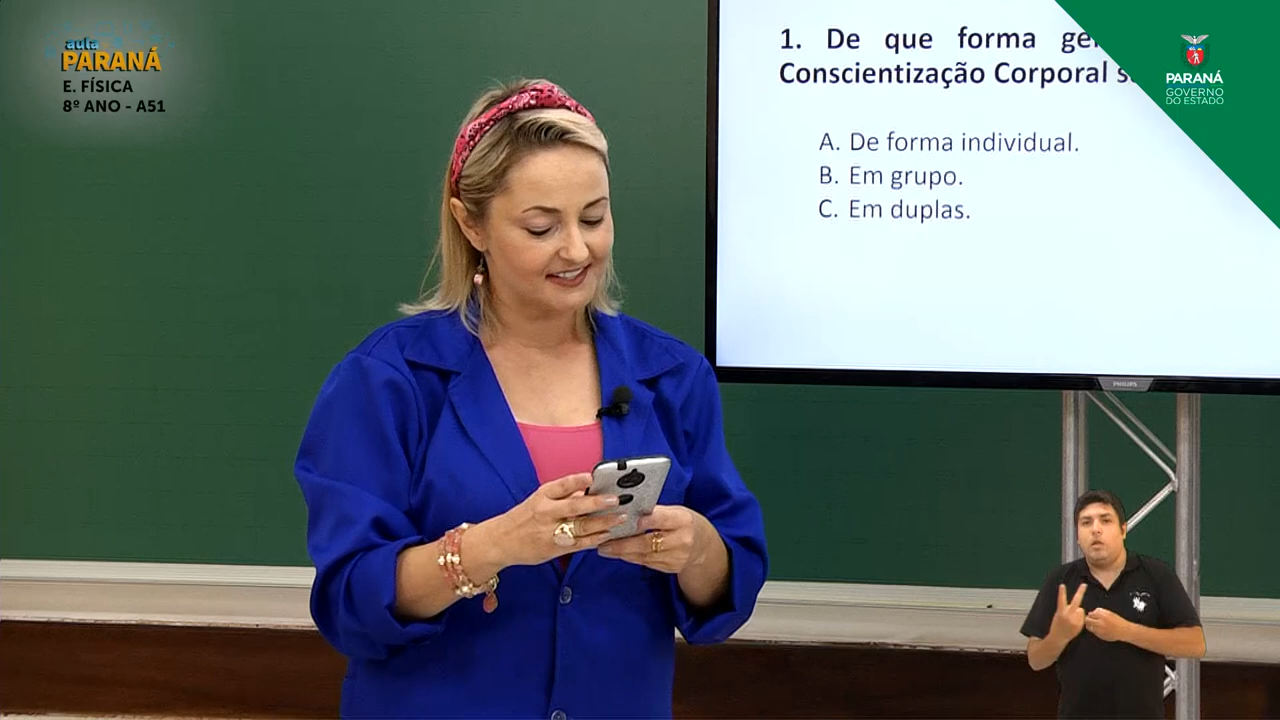 aula
PARANÁ
E. FÍSICA
8º ANO - A51
1. De que forma
Conscientização Corporal
A. De forma individual.
B. Em grupo.
C. Em duplas.
PARANÁ
GOVERNO
DO ESTADO
PHILIPS